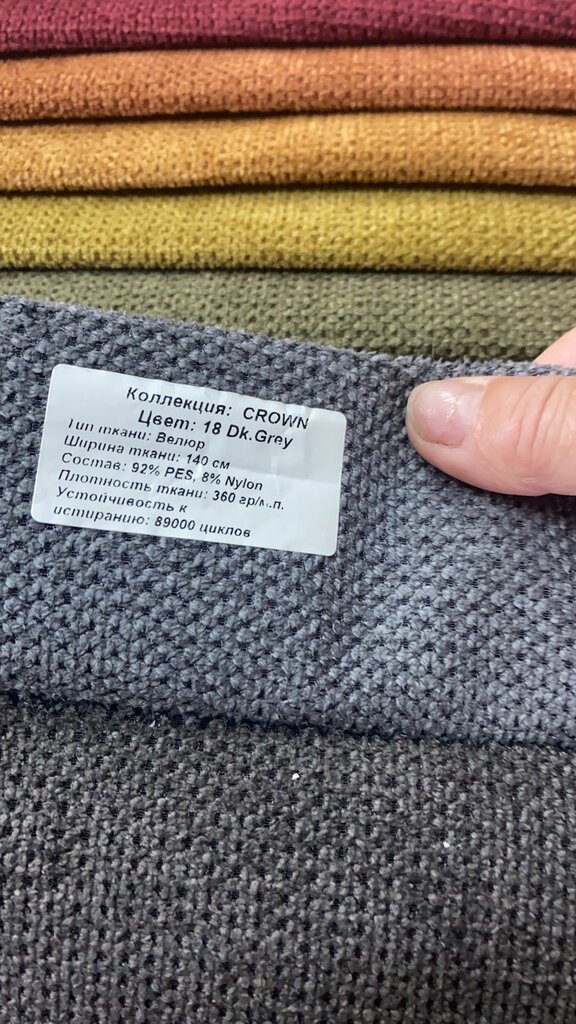 Коллекция: CROWN
Цвет: 18 Dk.Grey
Тип ткани: Велюр
Ширина ткани: 140 см
Состав: 92% PES, 8% Nylon
Плотность ткани: 360 гр/м.п.
Устойчивость к
истиранию: 89000 циклов